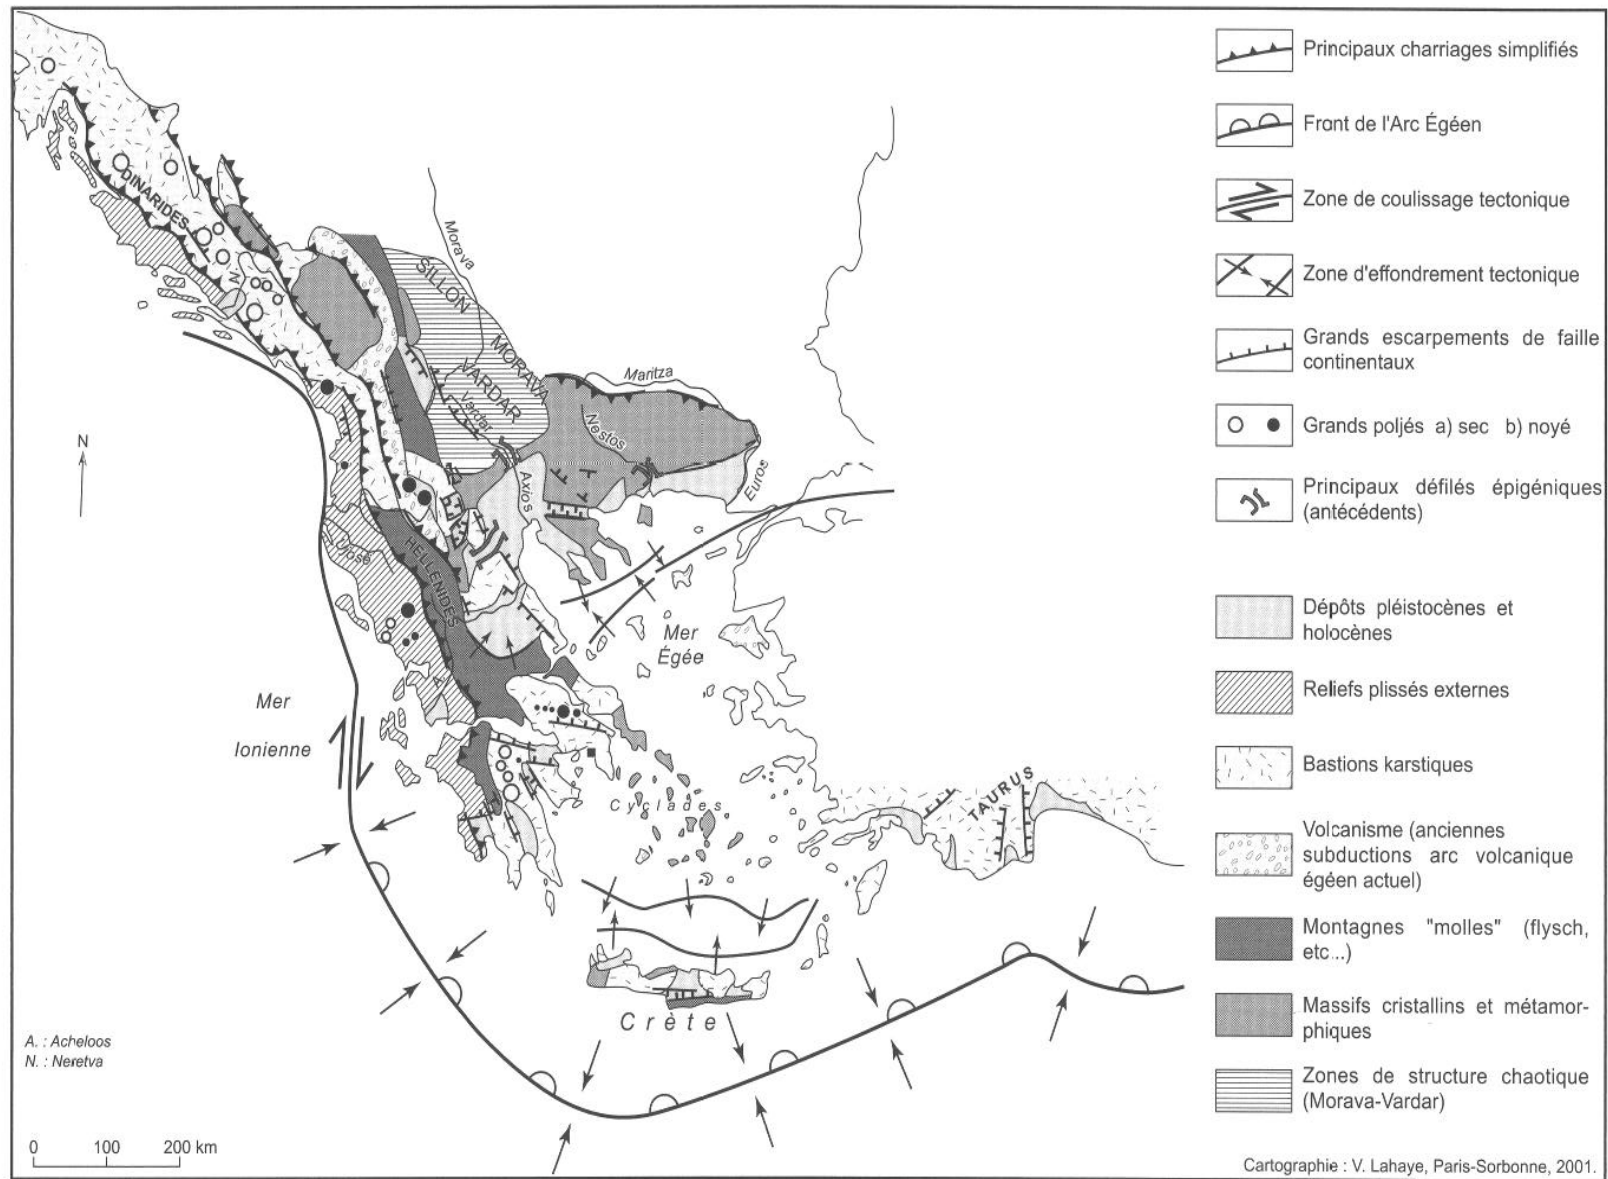 DINARIDES
N.
Morava
SILLON
MORAVA
VARDAR
Vardar
Maritza
Nestos
Euros
Axios
N
Vjosë
HELLENIDES
Mer
Égée
A.
Mer
Ionienne
Cyclades
TAURUS
Crète
A. : Acheloos
N. : Neretva
0 100 200 km
Principaux charriages simplifiés
Front de l'Arc Égéen
Zone de coulissage tectonique
Zone d'effondrement tectonique
Grands escarpements de faille
continentaux
Grands poljés a) sec b) noyé
Principaux défilés épigéniques
(antécédents)
Dépôts pléistocènes et
holocènes
Reliefs plissés externes
Bastions karstiques
Volcanisme (anciennes
subductions arc volcanique
égéen actuel)
Montagnes "molles" (flysch,
etc...)
Massifs cristallins et métamor-
phiques
Zones de structure chaotique
(Morava-Vardar)
Cartographie : V. Lahaye, Paris-Sorbonne, 2001.